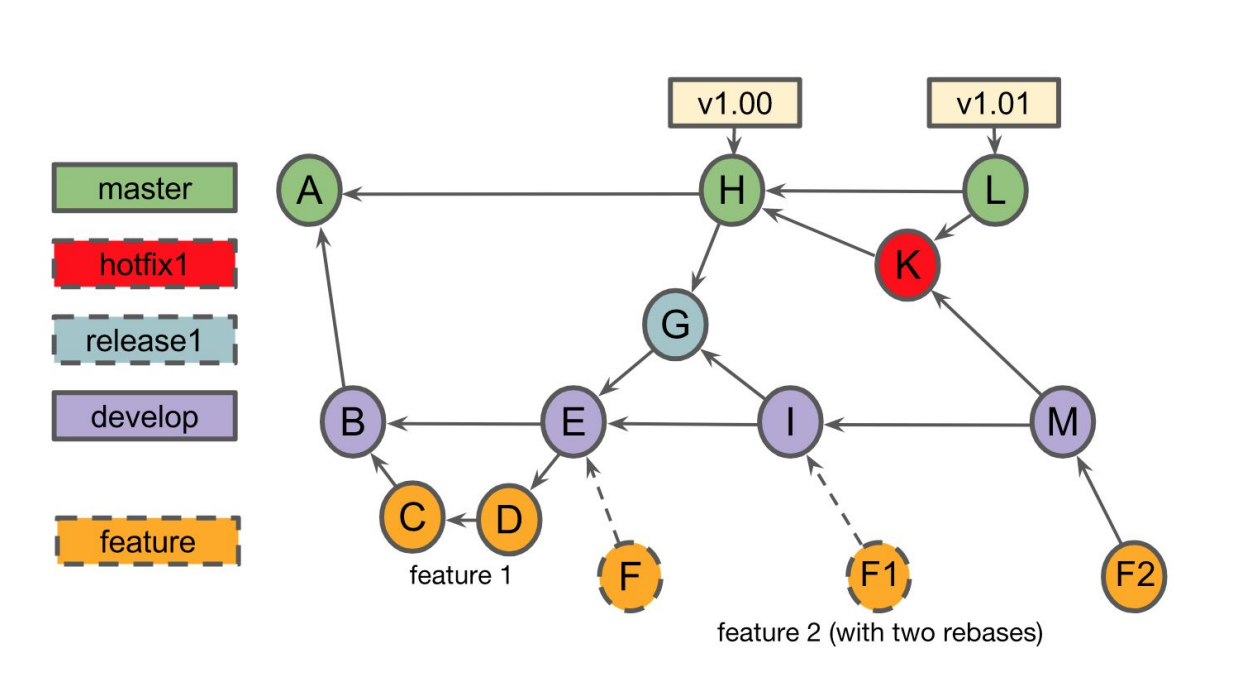 v1.00
v1.01
master
A
H
L
hotfix1
K
release1
G
develop
B
E
I
M
feature
C
D
feature 1
F
F1
F2
feature 2 (with two rebases)